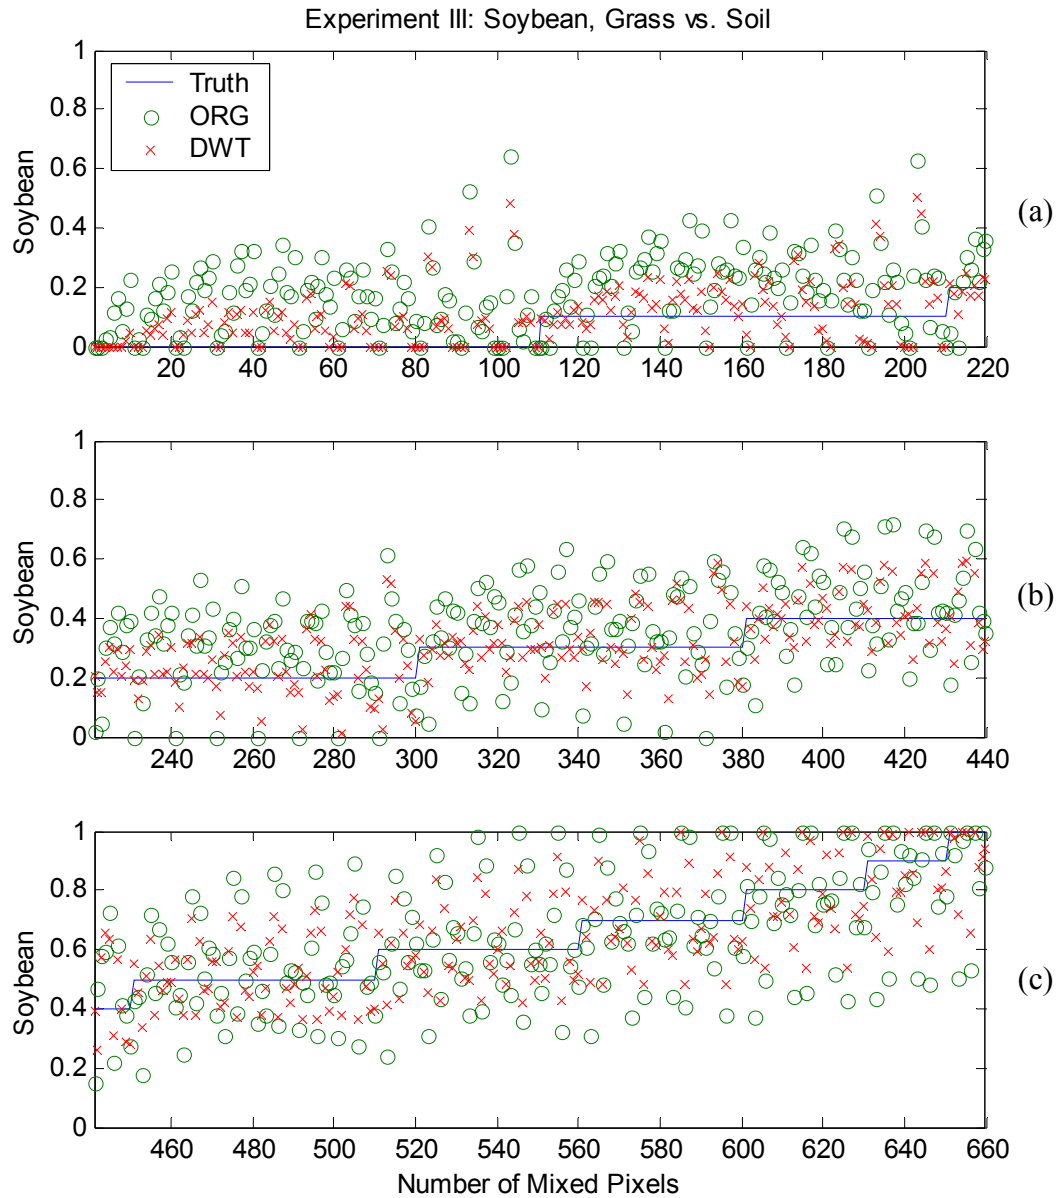 Experiment III: Soybean, Grass vs. Soil
1
0.8
0.6
0.4
0.2
0
Soybean
Truth
ORG
DWT
20 40 60 80 100 120 140 160 180 200 220
(a)
1
0.8
0.6
0.4
0.2
0
Soybean
240 260 280 300 320 340 360 380 400 420 440
(b)
1
0.8
0.6
0.4
0.2
0
Soybean
460 480 500 520 540 560 580 600 620 640 660
(c)
Number of Mixed Pixels